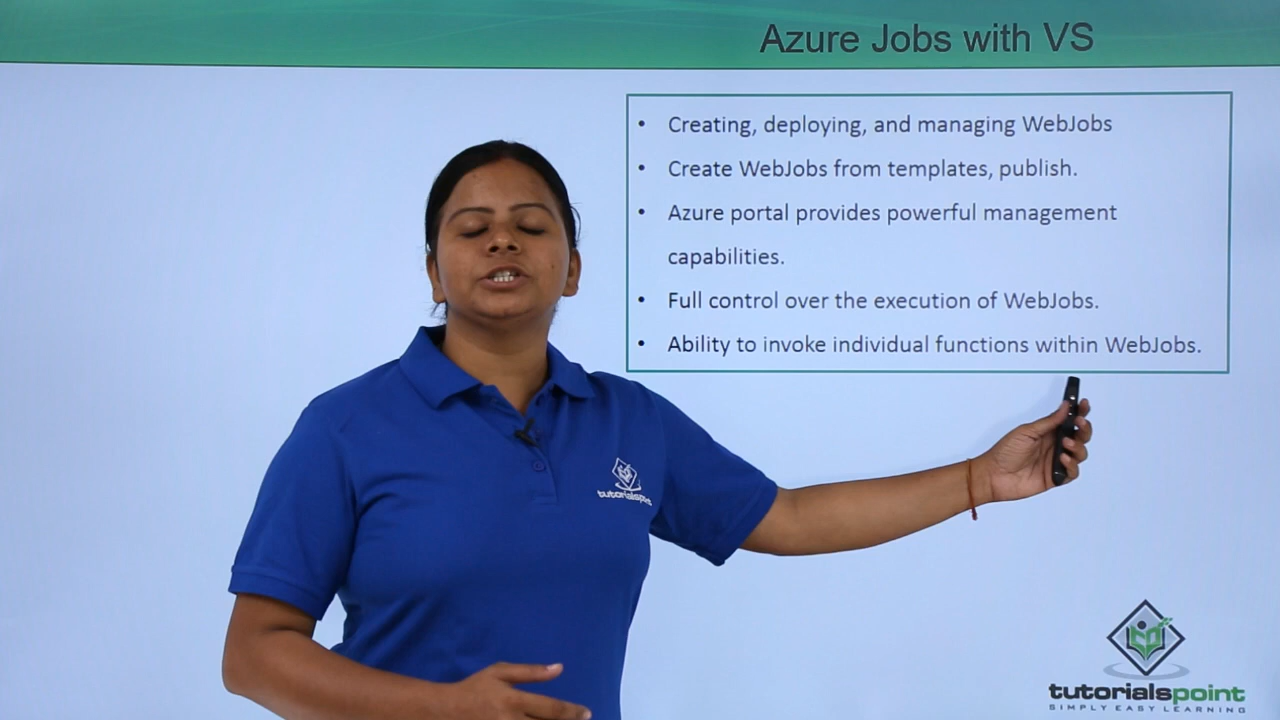 Azure Jobs with VS
• Creating, deploying, and managing WebJobs
• Create WebJobs from templates, publish.
• Azure portal provides powerful management
capabilities.
• Full control over the execution of WebJobs.
• Ability to invoke individual functions within WebJobs.
tutorialspoint
tutorialspoint
SIMPLY EASY LEARNING